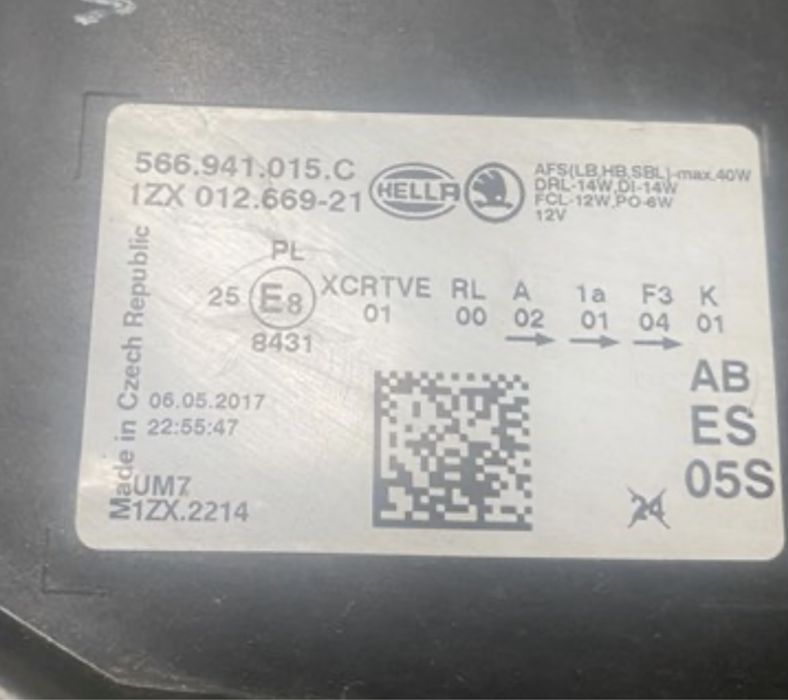 566.941.015.C
1ZX 012.669-21
HELLA
AFS(LB,HB,SBL)-max.40W
DRL-14W,DI-14W
FCL-12W,PO-6W
12V
PL
25 E8 XCRTVE RL A 1a F3 K
01 00 02 01 04 01
8431
Made in Czech Republic
06.05.2017
22:55:47
UM7
1ZX.2214
AB
ES
05S
24